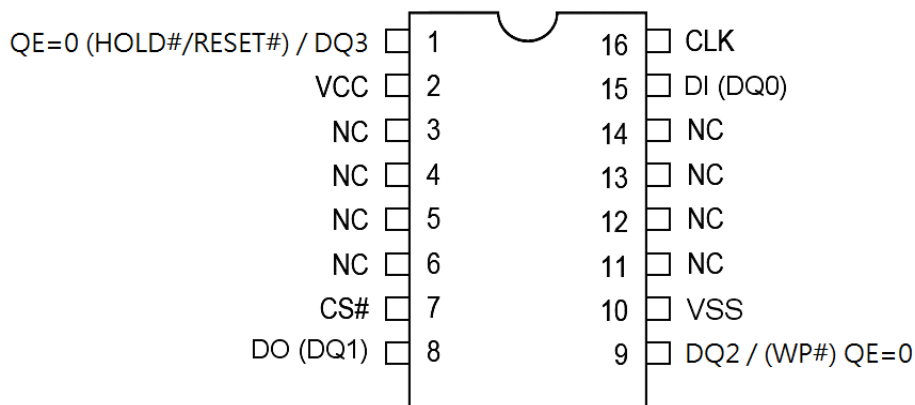 QE=0 (HOLD#/RESET#) / DQ3 1 16 CLK
VCC 2 15 DI (DQ0)
NC 3 14 NC
NC 4 13 NC
NC 5 12 NC
NC 6 11 NC
CS# 7 10 VSS
DO (DQ1) 8 9 DQ2 / (WP#) QE=0